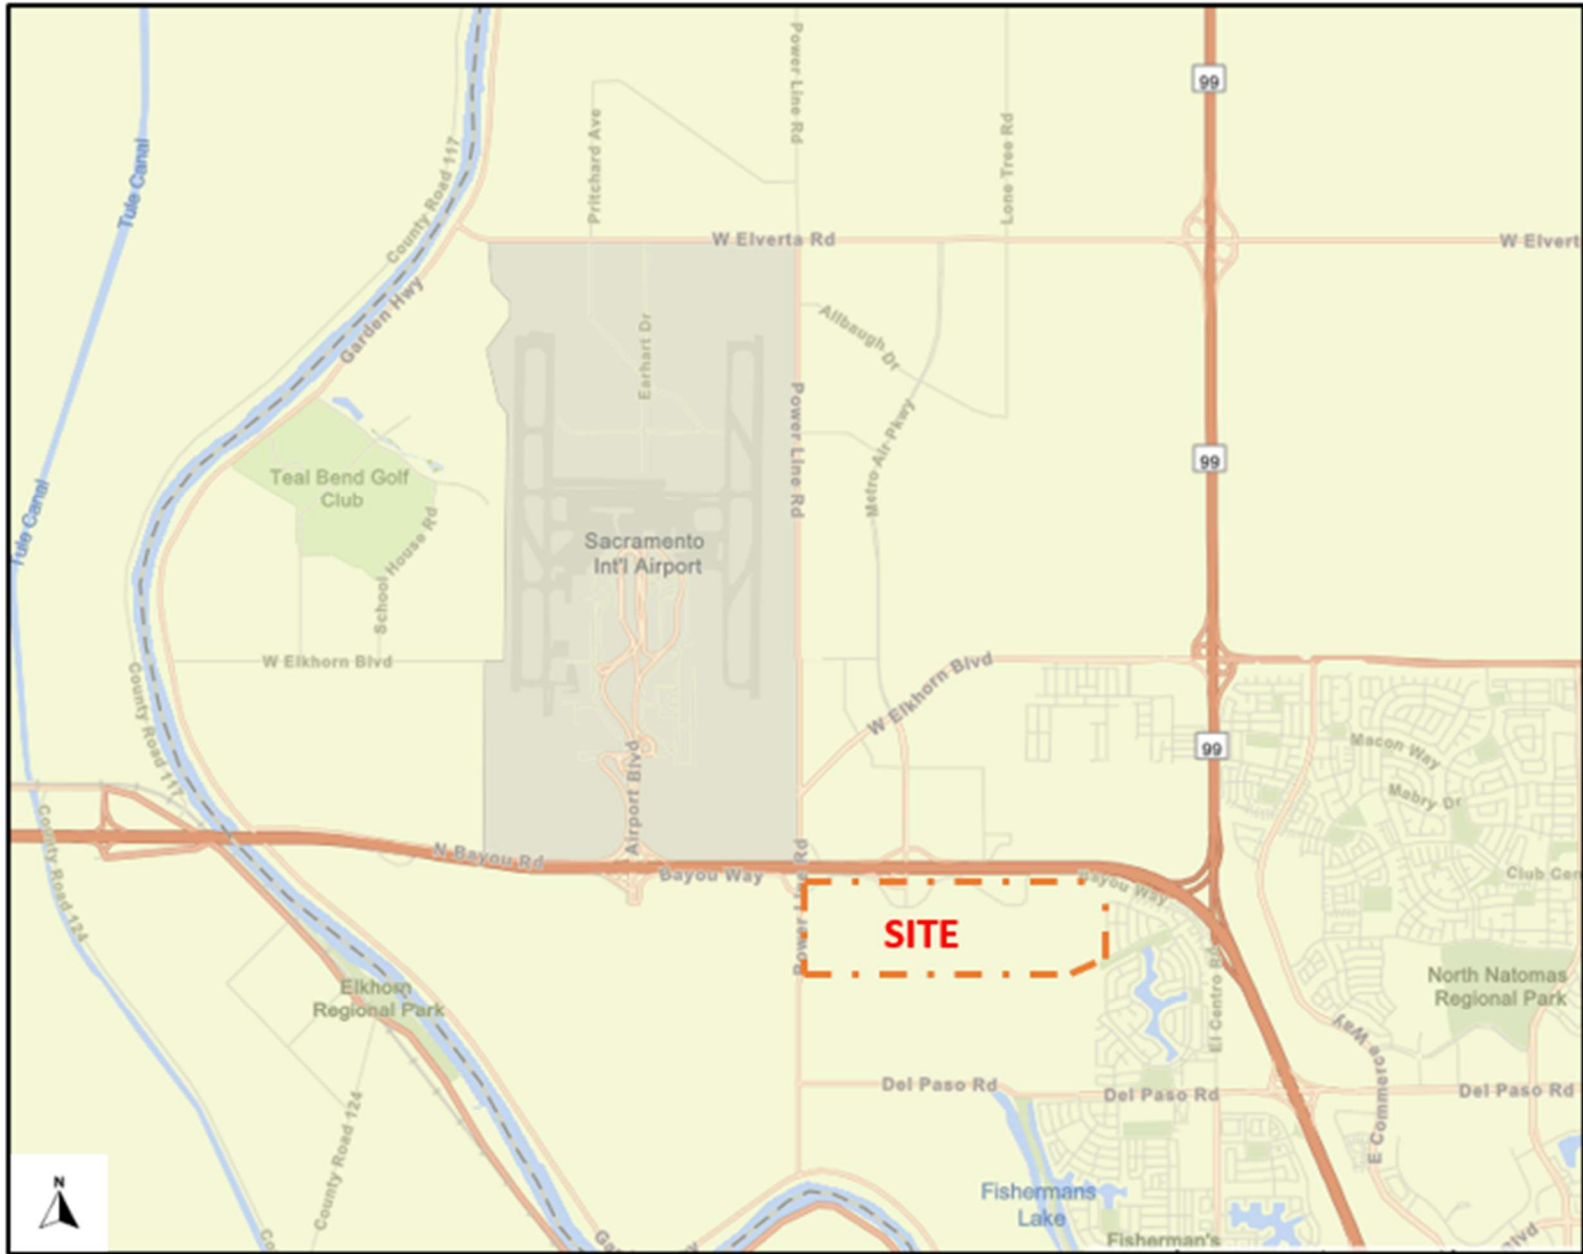 99
Power Line Rd
Pritchard Ave
Lone Tree Rd
Tule Canal
County Road 117
W Elverta Rd
W Elvert
Garden Hwy
Earhart Dr
Allbaugh Dr
Power Line Rd
Metro Air Pkwy
99
Teal Bend Golf
Club
Tule Canal
School House Rd
Sacramento
Int'l Airport
W Elkhorn Blvd
W Elkhorn Blvd
County Road 117
99
Macon Way
Mabry Dr
Airport Blvd
County Road 124
N Bayou Rd
Bayou Way
Power Line Rd
Bayou Way
Club Cen
SITE
El Centro Rd
North Natomas
Regional Park
Elkhorn
Regional Park
E Commerce Way
Del Paso Rd
Del Paso Rd
Del Paso Rd
County Road 124
N
Fishermans
Lake
Fisherman's
Co
Gar
wy
lvd